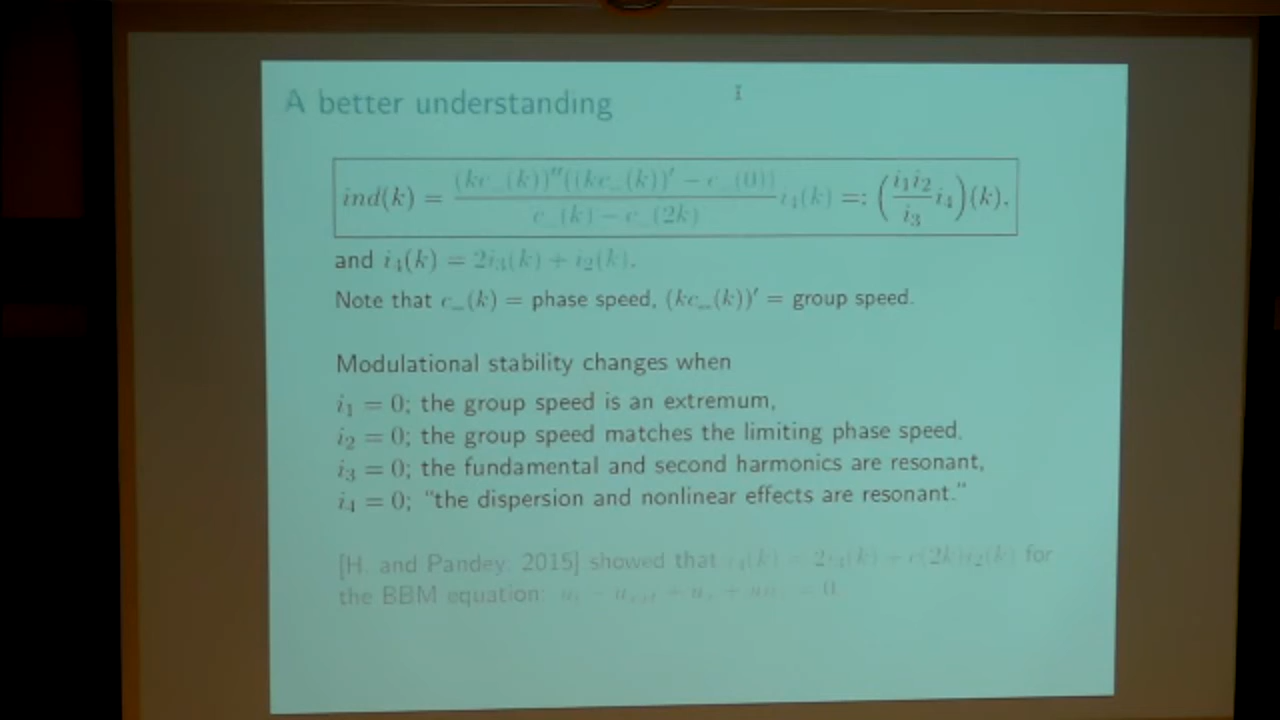 A better understanding
ind(k) = (kc_(k))″((kc_(k))′ − c_(0)) / c_(k) − c_(2k) i₄(k) =: (i₁i₂/i₃ i₄)(k),
and i₄(k) = 2i₃(k) + i₂(k).
Note that c_(k) = phase speed, (kc_(k))′ = group speed.
Modulational stability changes when
i₁ = 0; the group speed is an extremum,
i₂ = 0; the group speed matches the limiting phase speed,
i₃ = 0; the fundamental and second harmonics are resonant,
i₄ = 0; “the dispersion and nonlinear effects are resonant.”
[H. and Pandey, 2015] showed that for
the BBM equation: